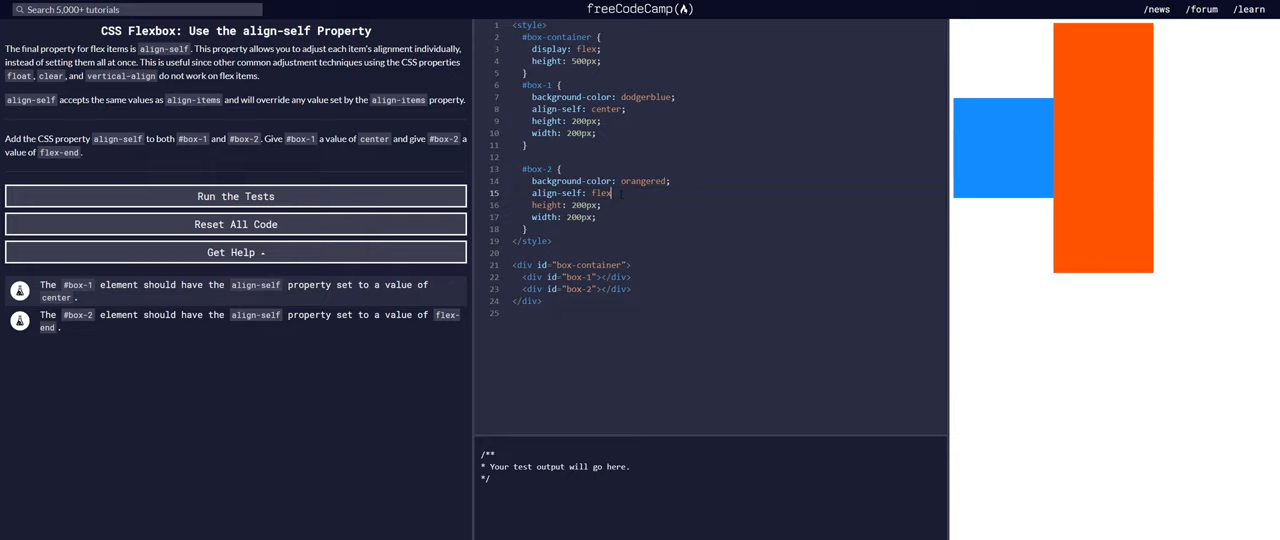 Search 5,000+ tutorials
freeCodeCamp
/news /forum /learn
CSS Flexbox: Use the align-self Property
The final property for flex items is align-self. This property allows you to adjust each item's alignment individually,
instead of setting them all at once. This is useful since other common adjustment techniques using the CSS properties
float, clear, and vertical-align do not work on flex items.
align-self accepts the same values as align-items and will override any value set by the align-items property.
Add the CSS property align-self to both #box-1 and #box-2. Give #box-1 a value of center and give #box-2 a
value of flex-end.
Run the Tests
Reset All Code
Get Help
The #box-1 element should have the align-self property set to a value of
center.
The #box-2 element should have the align-self property set to a value of flex-
end.
1 <style>
2 #box-container {
3 display: flex;
4 height: 500px;
5 }
6 #box-1 {
7 background-color: dodgerblue;
8 align-self: center;
9 height: 200px;
10 width: 200px;
11 }
12
13 #box-2 {
14 background-color: orangered;
15 align-self: flex
16 height: 200px;
17 width: 200px;
18 }
19 </style>
20
21 <div id="box-container">
22 <div id="box-1"></div>
23 <div id="box-2"></div>
24 </div>
25
/**
* Your test output will go here.
*/